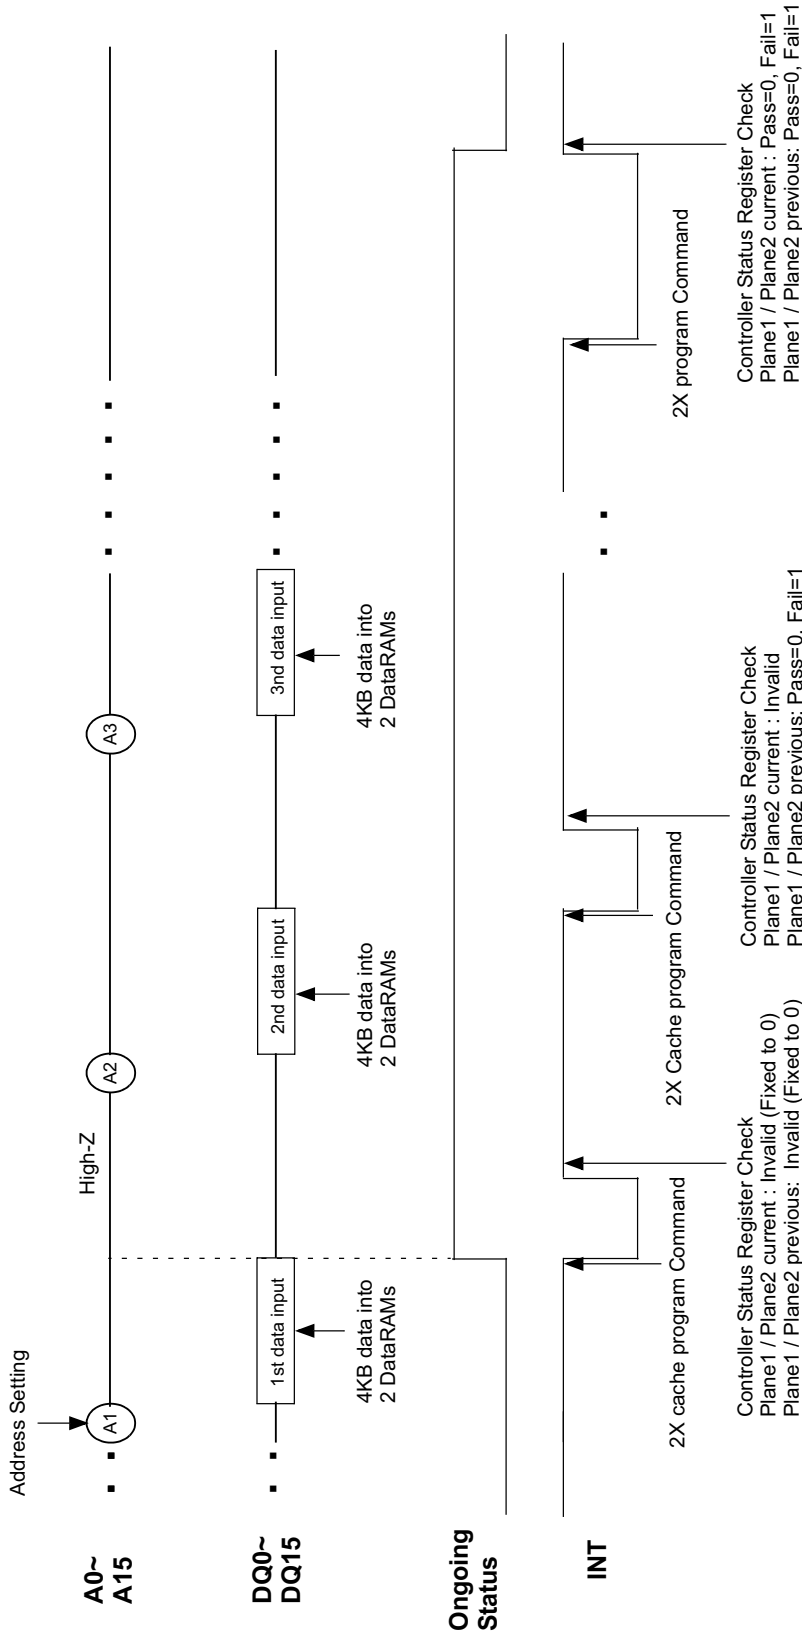 Address Setting
A0~
A15
A1
High-Z
A2
A3
DQ0~
DQ15
1st data input
2nd data input
3nd data input
4KB data into
2 DataRAMs
4KB data into
2 DataRAMs
4KB data into
2 DataRAMs
Ongoing
Status
INT
2X cache program Command
2X Cache program Command
2X program Command
Controller Status Register Check
Plane1 / Plane2 current : Invalid (Fixed to 0)
Plane1 / Plane2 previous: Invalid (Fixed to 0)
Controller Status Register Check
Plane1 / Plane2 current : Invalid
Plane1 / Plane2 previous: Pass=0, Fail=1
Controller Status Register Check
Plane1 / Plane2 current : Pass=0, Fail=1
Plane1 / Plane2 previous: Pass=0, Fail=1